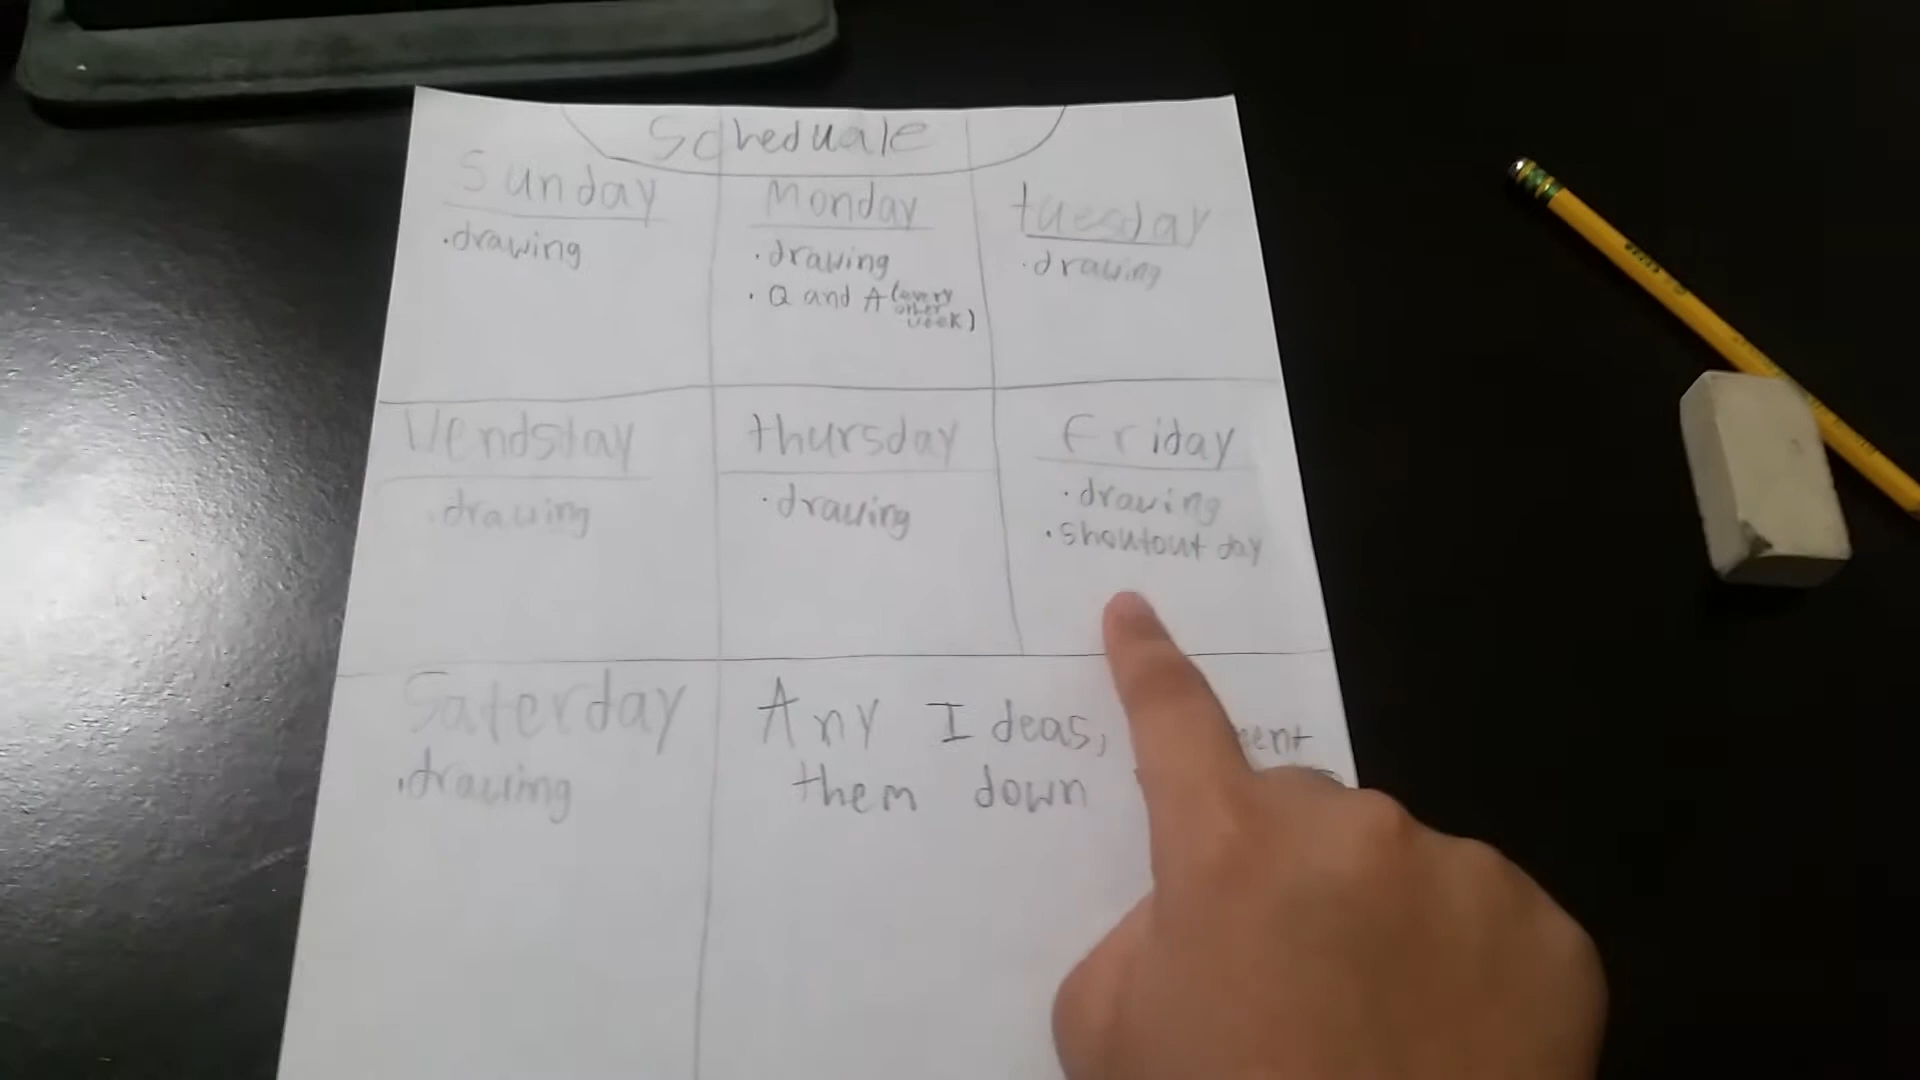 Scheduale
Sunday
.drawing
Monday
.drawing
. Q and A (every
other
week)
tuesday
.drawing
Wendsday
.drawing
thursday
.drawing
Friday
.drawing
.shoutout day
Saterday
.drawing
Any Ideas,
them down